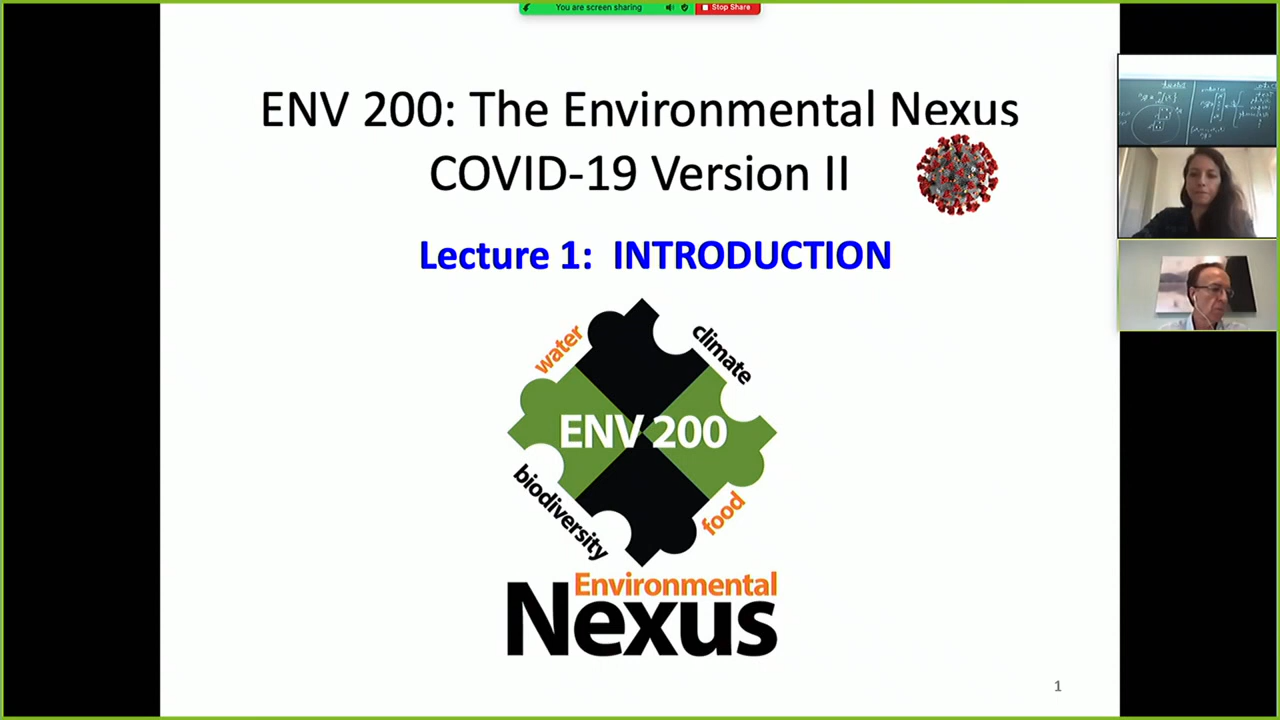 You are screen sharing
Stop Share
ENV 200: The Environmental Nexus
COVID-19 Version II
Lecture 1: INTRODUCTION
water
climate
ENV 200
biodiversity
food
Environmental
Nexus
1